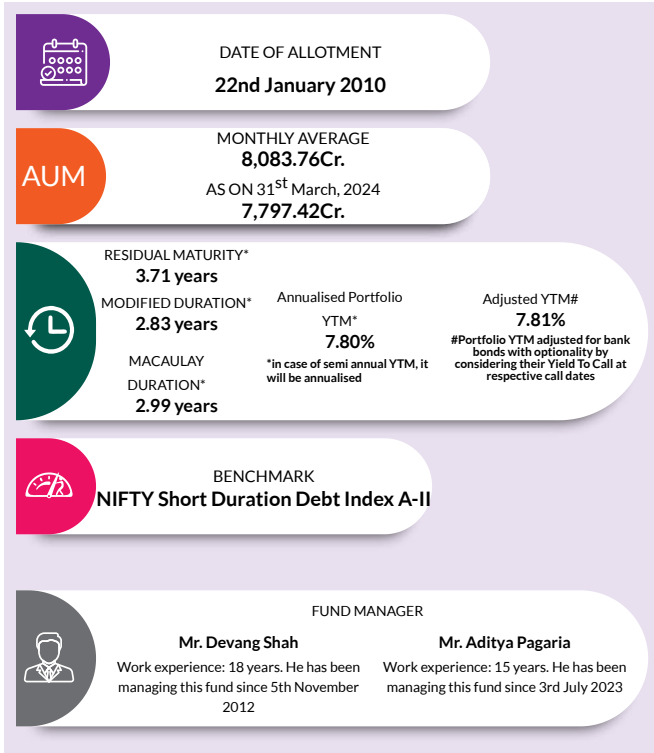 DATE OF ALLOTMENT
22nd January 2010
AUM
MONTHLY AVERAGE
8,083.76Cr.
AS ON 31st March, 2024
7,797.42Cr.
RESIDUAL MATURITY*
3.71 years
MODIFIED DURATION*
2.83 years
MACAULAY
DURATION*
2.99 years
Annualised Portfolio
YTM*
7.80%
*in case of semi annual YTM, it
will be annualised
Adjusted YTM#
7.81%
#Portfolio YTM adjusted for bank
bonds with optionality by
considering their Yield To Call at
respective call dates
BENCHMARK
NIFTY Short Duration Debt Index A-II
FUND MANAGER
Mr. Devang Shah
Work experience: 18 years. He has been
managing this fund since 5th November
2012
Mr. Aditya Pagaria
Work experience: 15 years. He has been
managing this fund since 3rd July 2023